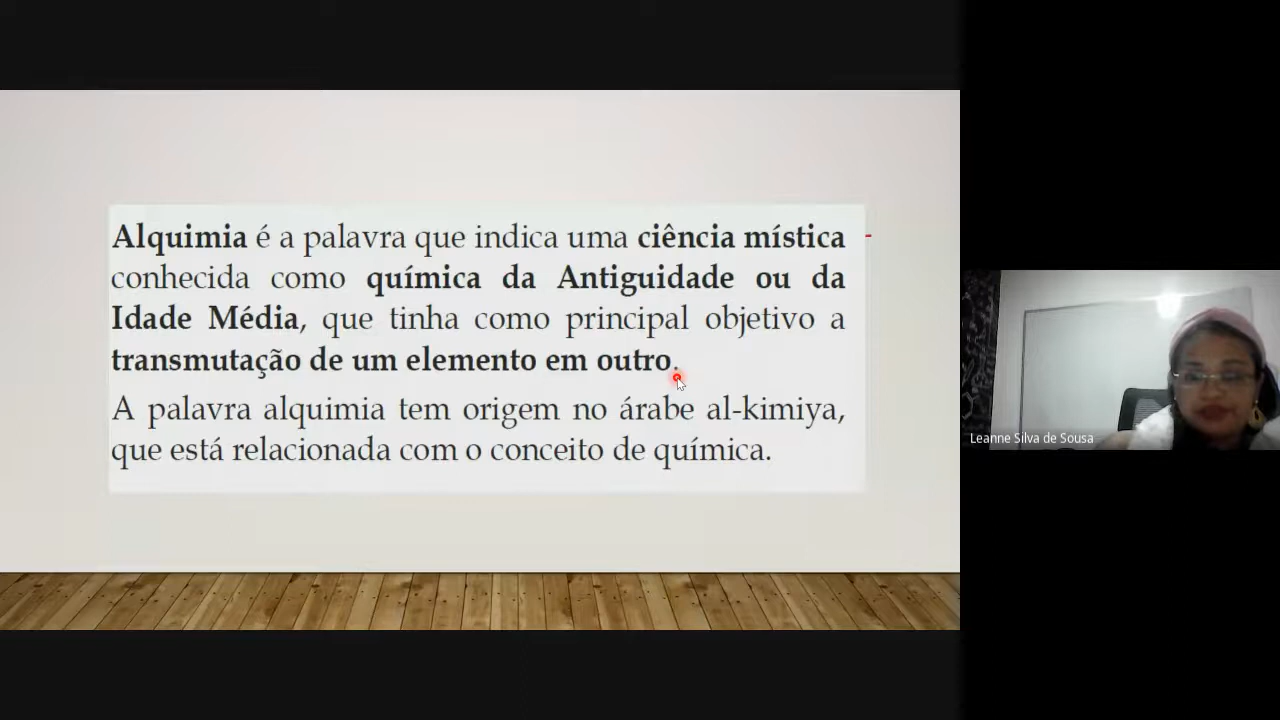 Alquimia é a palavra que indica uma ciência mística
conhecida como química da Antiguidade ou da
Idade Média, que tinha como principal objetivo a
transmutação de um elemento em outro.
A palavra alquimia tem origem no árabe al-kimiya,
que está relacionada com o conceito de química.
Leanne Silva de Sousa